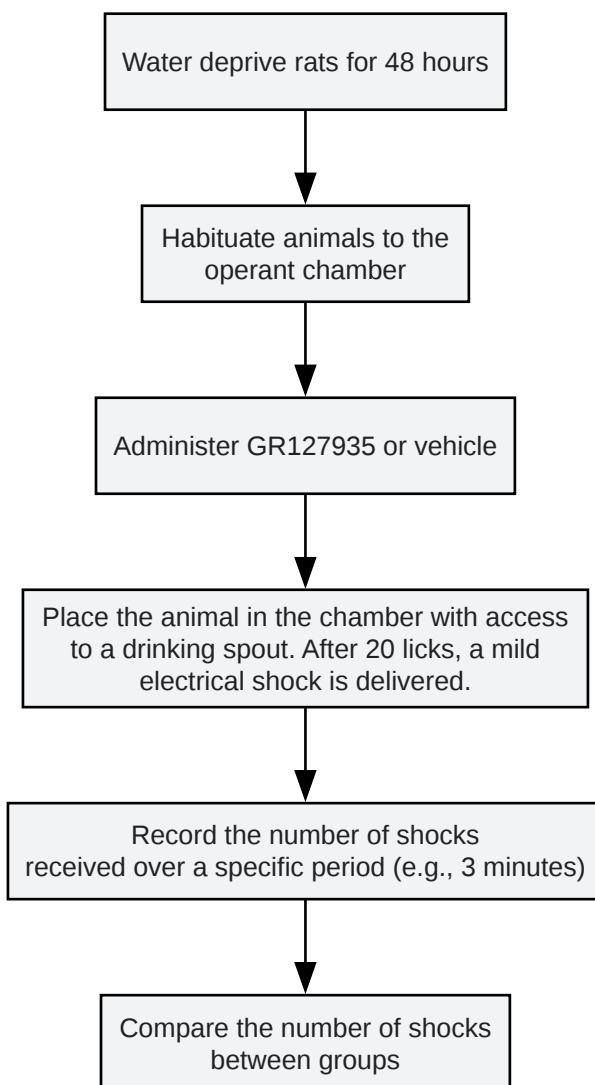 Water deprive rats for 48 hours
Habituate animals to the
operant chamber
Administer GR127935 or vehicle
Place the animal in the chamber with access
to a drinking spout. After 20 licks, a mild
electrical shock is delivered.
Record the number of shocks
received over a specific period (e.g., 3 minutes)
Compare the number of shocks
between groups